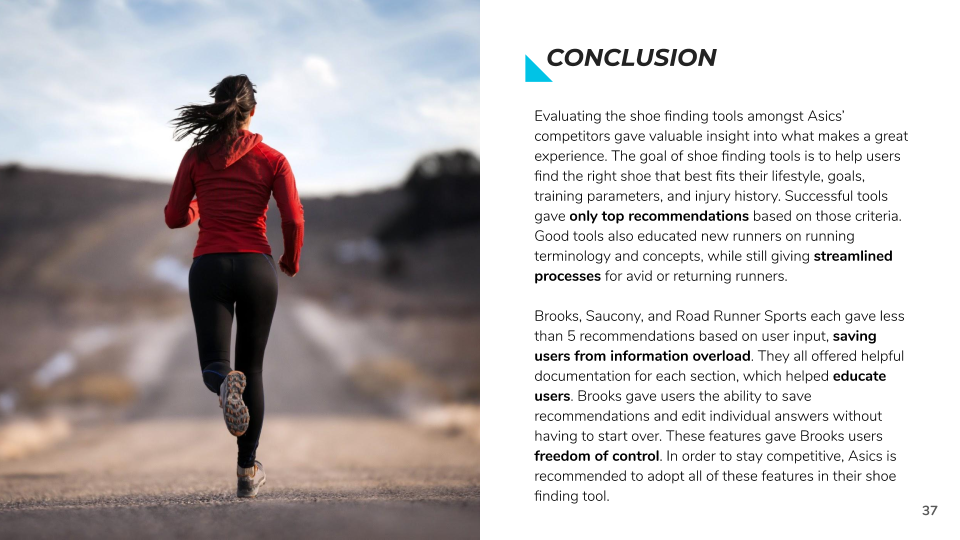 CONCLUSION
Evaluating the shoe finding tools amongst Asics’
competitors gave valuable insight into what makes a great
experience. The goal of shoe finding tools is to help users
find the right shoe that best fits their lifestyle, goals,
training parameters, and injury history. Successful tools
gave only top recommendations based on those criteria.
Good tools also educated new runners on running
terminology and concepts, while still giving streamlined
processes for avid or returning runners.
Brooks, Saucony, and Road Runner Sports each gave less
than 5 recommendations based on user input, saving
users from information overload. They all offered helpful
documentation for each section, which helped educate
users. Brooks gave users the ability to save
recommendations and edit individual answers without
having to start over. These features gave Brooks users
freedom of control. In order to stay competitive, Asics is
recommended to adopt all of these features in their shoe
finding tool.
37